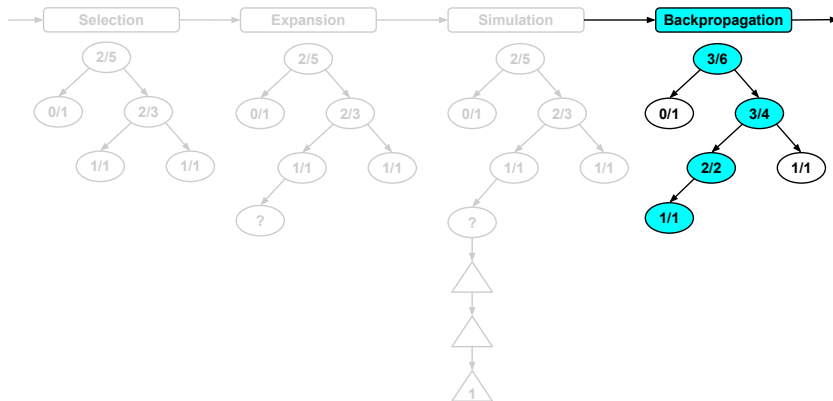 Selection Expansion Simulation Backpropagation
2/5 2/5 2/5 3/6
0/1 2/3 0/1 2/3 0/1 2/3 0/1 3/4
1/1 1/1 1/1 1/1 1/1 1/1 2/2 1/1
? ? 1/1
1